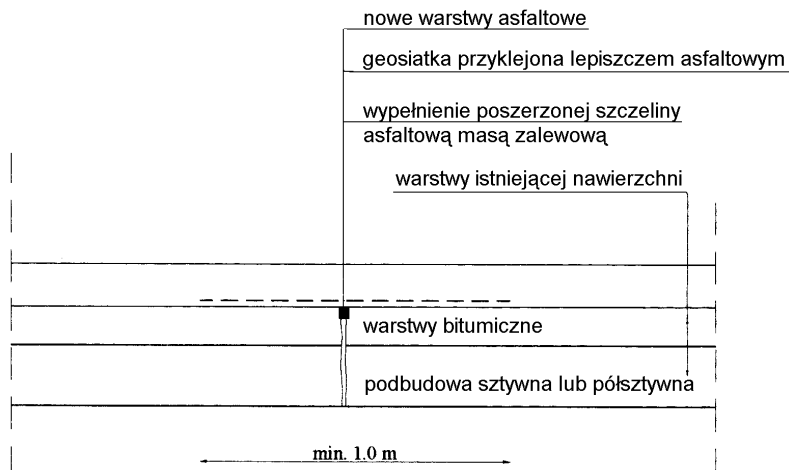 nowe warstwy asfaltowe
geosiatka przyklejona lepiszczem asfaltowym
wypełnienie poszerzonej szczeliny
asfaltową masą zalewową
warstwy istniejącej nawierzchni
warstwy bitumiczne
podbudowa sztywna lub półsztywna
min. 1.0 m